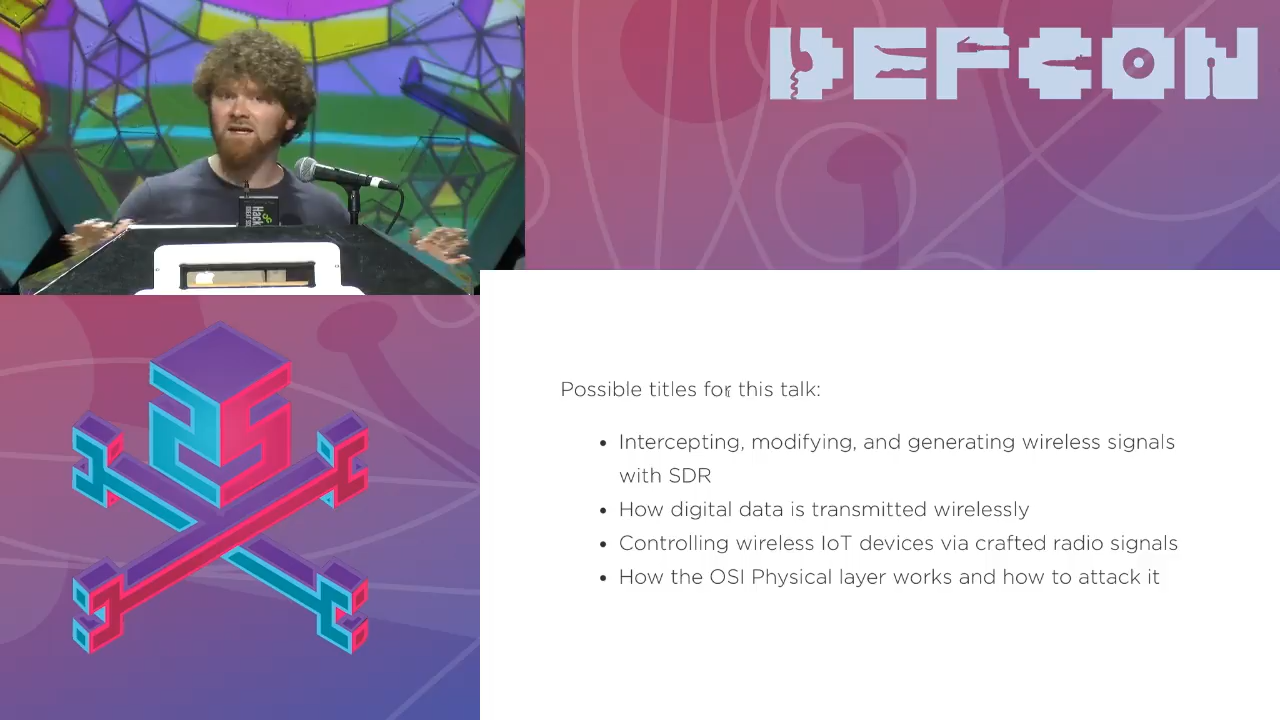 DEFCON
Hack
Possible titles for this talk:
• Intercepting, modifying, and generating wireless signals
with SDR
• How digital data is transmitted wirelessly
• Controlling wireless IoT devices via crafted radio signals
• How the OSI Physical layer works and how to attack it